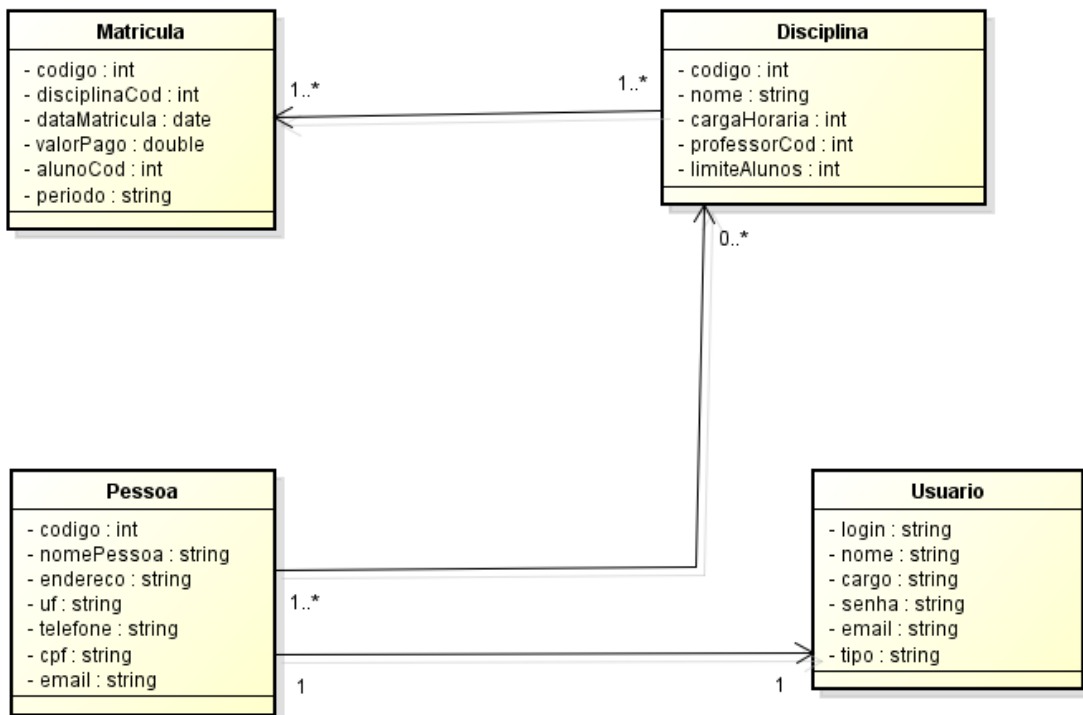 Matricula
- codigo : int
- disciplinaCod : int
- dataMatricula : date
- valorPago : double
- alunoCod : int
- periodo : string
1..*
1..*
Disciplina
- codigo : int
- nome : string
- cargaHoraria : int
- professorCod : int
- limiteAlunos : int
0..*
Pessoa
- codigo : int
- nomePessoa : string
- endereco : string
- uf : string
- telefone : string
- cpf : string
- email : string
1..*
1
1
Usuario
- login : string
- nome : string
- cargo : string
- senha : string
- email : string
- tipo : string